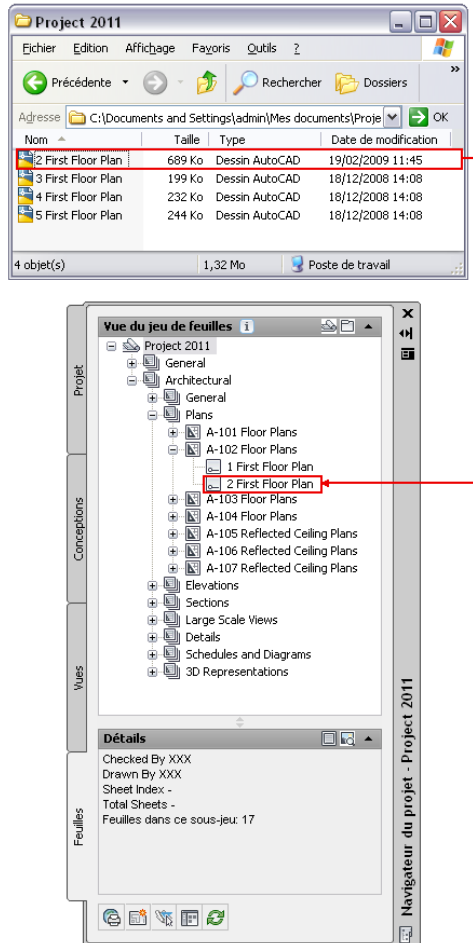 Project 2011
Fichier Edition Affichage Favoris Outils ?
Précédente Rechercher Dossiers »
Adresse C:\Documents and Settings\admin\Mes documents\Proje OK
Nom Taille Type Date de modification
2 First Floor Plan 689 Ko Dessin AutoCAD 19/02/2009 11:45
3 First Floor Plan 199 Ko Dessin AutoCAD 18/12/2008 14:08
4 First Floor Plan 232 Ko Dessin AutoCAD 18/12/2008 14:08
5 First Floor Plan 244 Ko Dessin AutoCAD 18/12/2008 14:08
4 objet(s) 1,32 Mo Poste de travail
Vue du jeu de feuilles
Project 2011
General
Architectural
General
Plans
A-101 Floor Plans
A-102 Floor Plans
1 First Floor Plan
2 First Floor Plan
A-103 Floor Plans
A-104 Floor Plans
A-105 Reflected Ceiling Plans
A-106 Reflected Ceiling Plans
A-107 Reflected Ceiling Plans
Elevations
Sections
Large Scale Views
Details
Schedules and Diagrams
3D Representations
Détails
Checked By XXX
Drawn By XXX
Sheet Index -
Total Sheets -
Feuilles dans ce sous-jeu: 17
Projet
Conceptions
Vues
Feuilles
Navigateur du projet - Project 2011